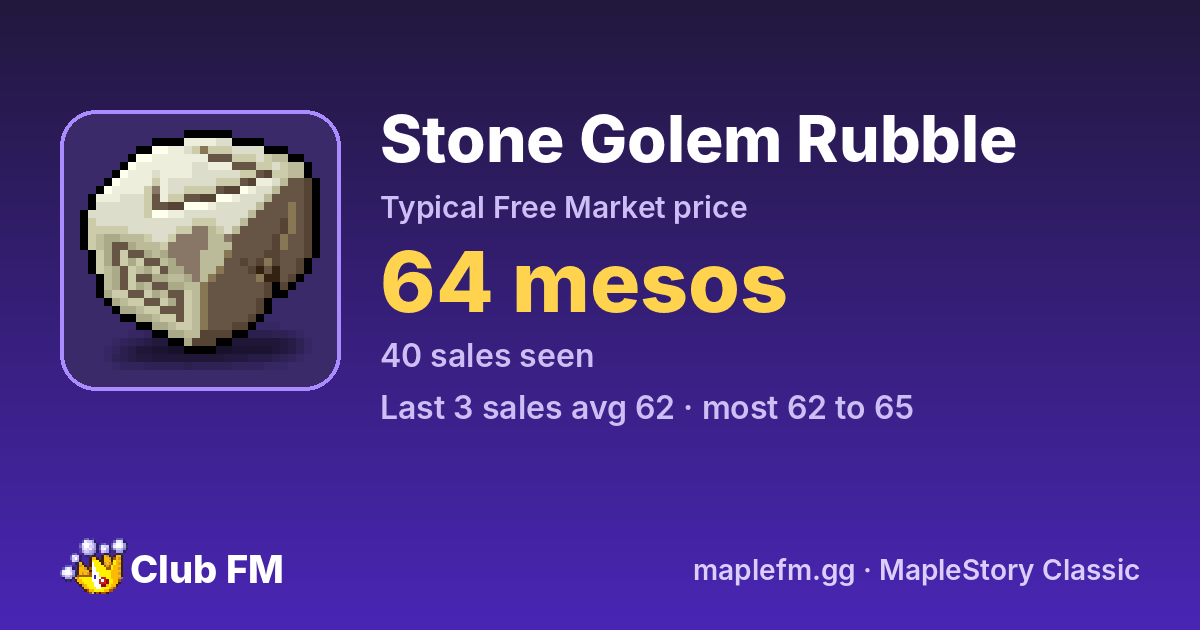 Stone Golem Rubble
Typical Free Market price
64 mesos
40 sales seen
Last 3 sales avg 62 · most 62 to 65
Club FM
maplefm.gg · MapleStory Classic